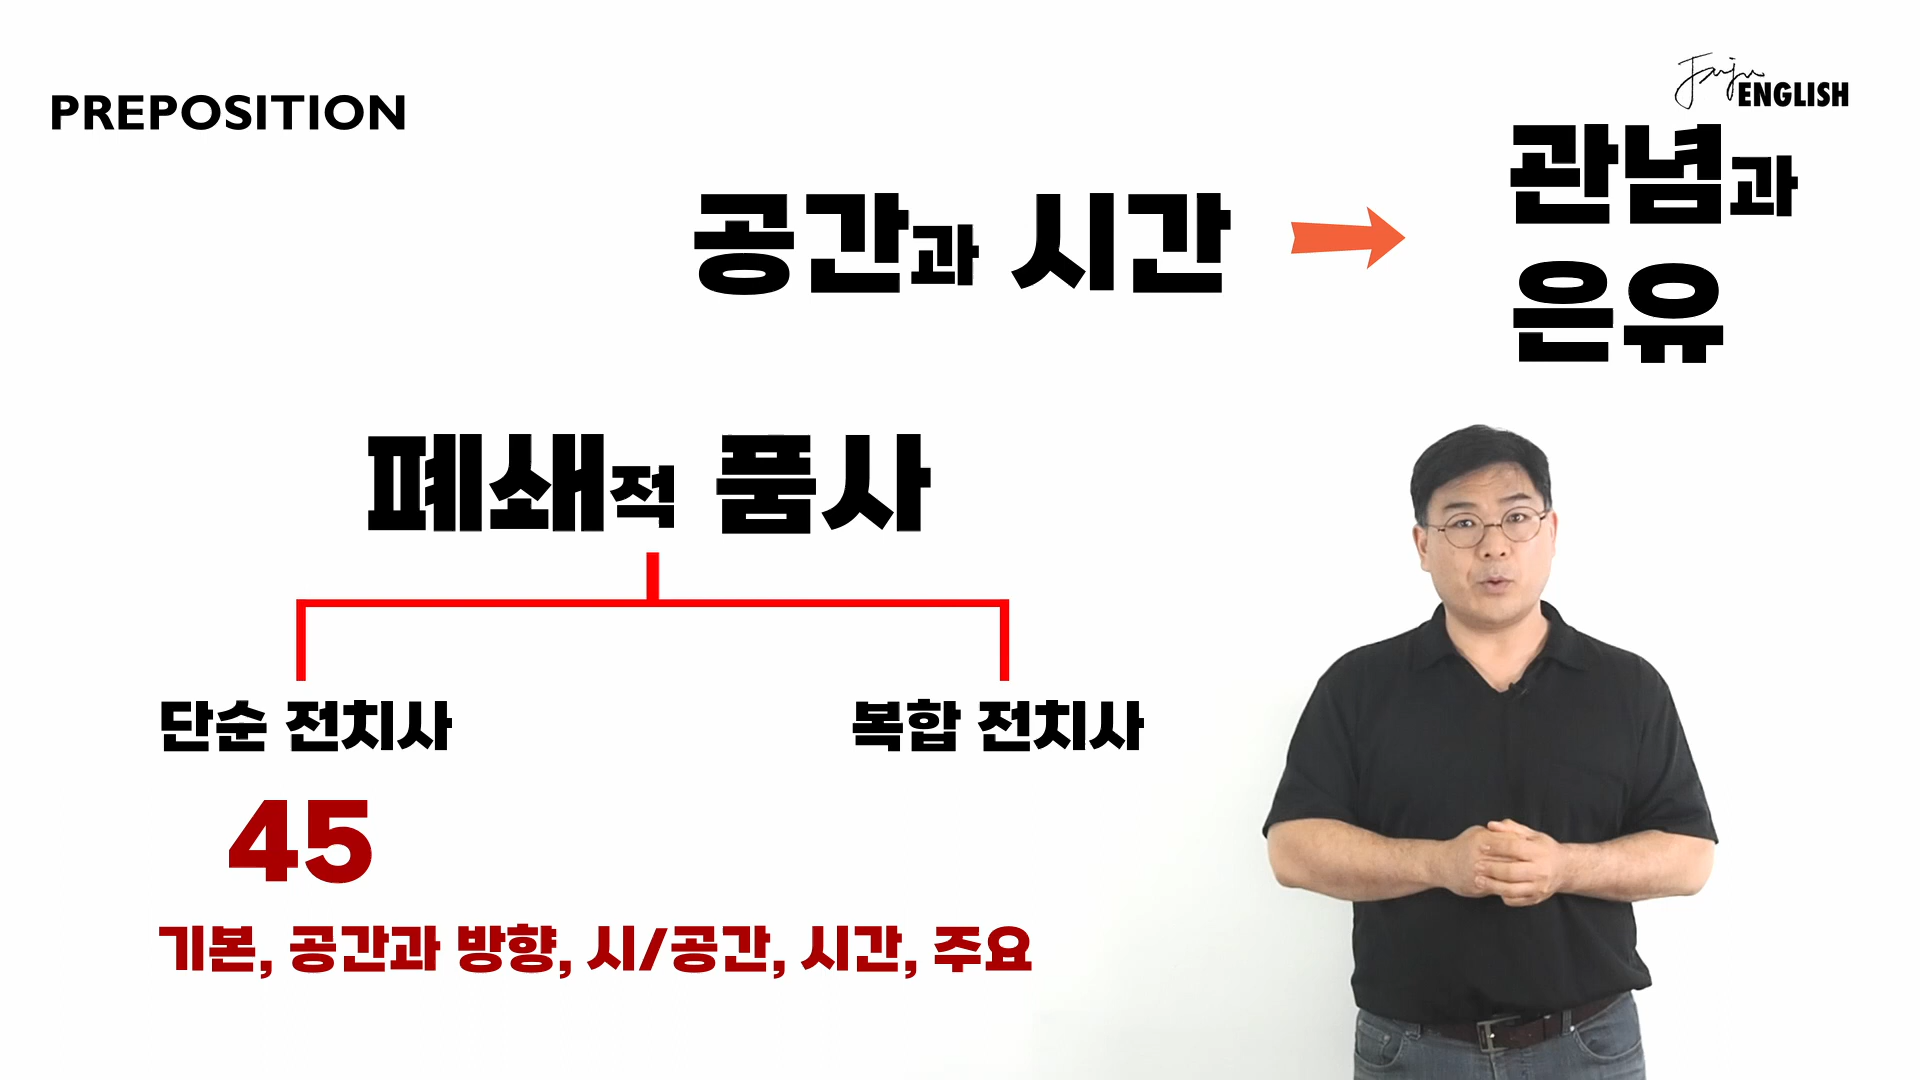 PREPOSITION
ENGLISH
공간과 시간
관념과
은유
폐쇄적 품사
단순 전치사
복합 전치사
45
기본, 공간과 방향, 시/공간, 시간, 주요